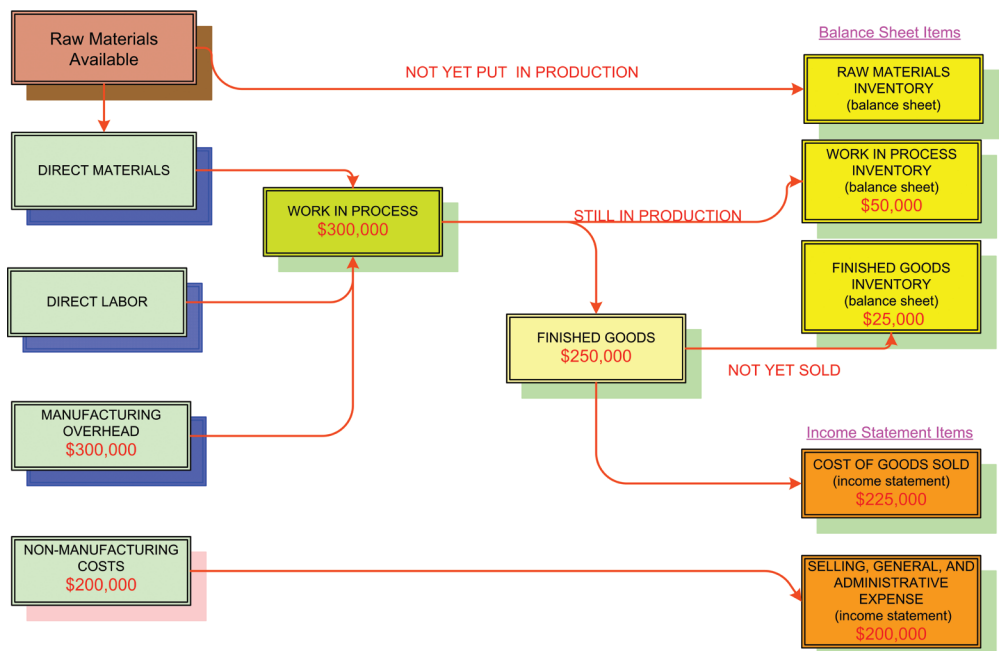 Raw Materials
Available
Balance Sheet Items
NOT YET PUT IN PRODUCTION
RAW MATERIALS
INVENTORY
(balance sheet)
DIRECT MATERIALS
WORK IN PROCESS
$300,000
STILL IN PRODUCTION
WORK IN PROCESS
INVENTORY
(balance sheet)
$50,000
DIRECT LABOR
FINISHED GOODS
$250,000
FINISHED GOODS
INVENTORY
(balance sheet)
$25,000
NOT YET SOLD
MANUFACTURING
OVERHEAD
$300,000
Income Statement Items
COST OF GOODS SOLD
(income statement)
$225,000
NON-MANUFACTURING
COSTS
$200,000
SELLING, GENERAL, AND
ADMINISTRATIVE
EXPENSE
(income statement)
$200,000